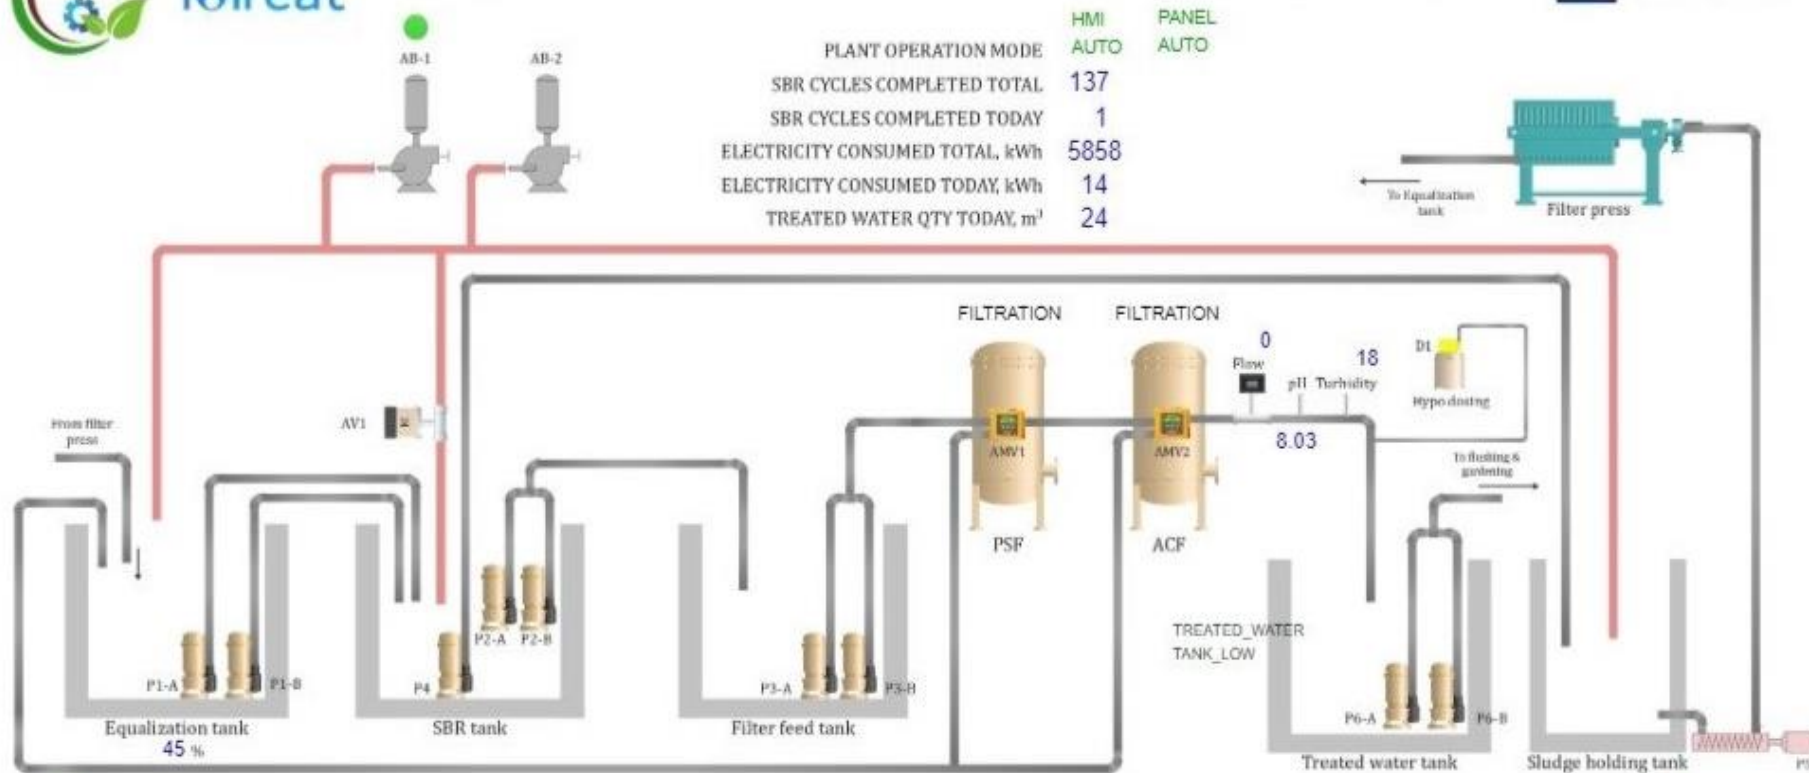 HMI PANEL
PLANT OPERATION MODE AUTO AUTO
SBR CYCLES COMPLETED TOTAL 137
SBR CYCLES COMPLETED TODAY 1
ELECTRICITY CONSUMED TOTAL, kWh 5858
ELECTRICITY CONSUMED TODAY, kWh 14
TREATED WATER QTY TODAY, m³ 24
AB-1
AB-2
To Equalization
tank
Filter press
FILTRATION
FILTRATION
0
Flow
18
pH Turbidity
8.03
D1
Hypo dosing
AV1
From filter
press
AMV1
AMV2
PSF
ACF
To flushing &
gardening
P1-A
P1-B
Equalization tank
45 %
P2-A
P2-B
P4
SBR tank
P3-A
P3-B
Filter feed tank
TREATED_WATER
TANK_LOW
P6-A
P6-B
Treated water tank
Sludge holding tank